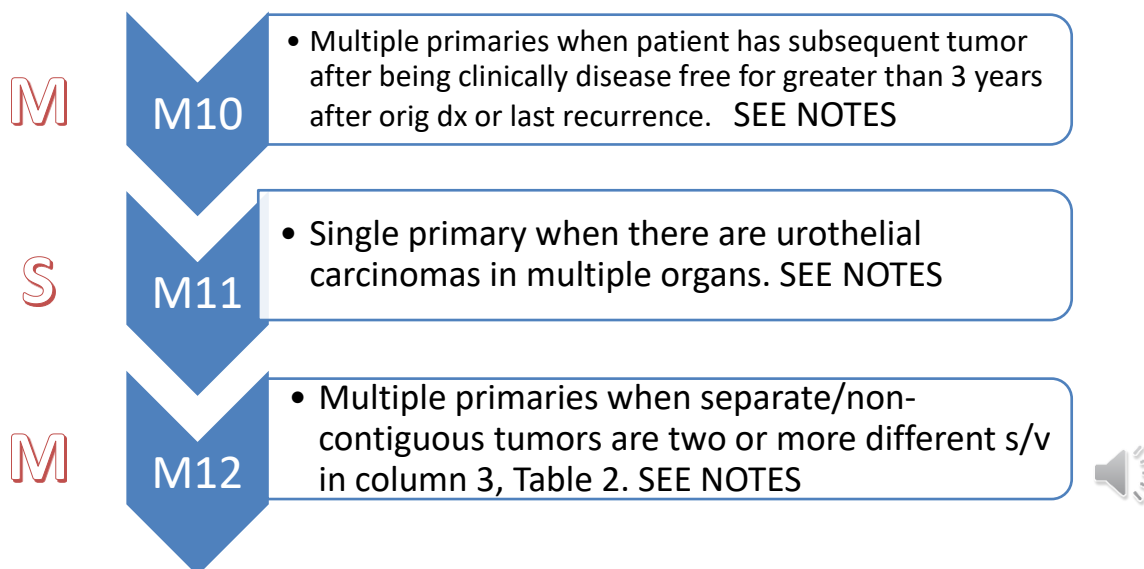 M
M10
• Multiple primaries when patient has subsequent tumor
after being clinically disease free for greater than 3 years
after orig dx or last recurrence. SEE NOTES
S
M11
• Single primary when there are urothelial
carcinomas in multiple organs. SEE NOTES
M
M12
• Multiple primaries when separate/non-
contiguous tumors are two or more different s/v
in column 3, Table 2. SEE NOTES